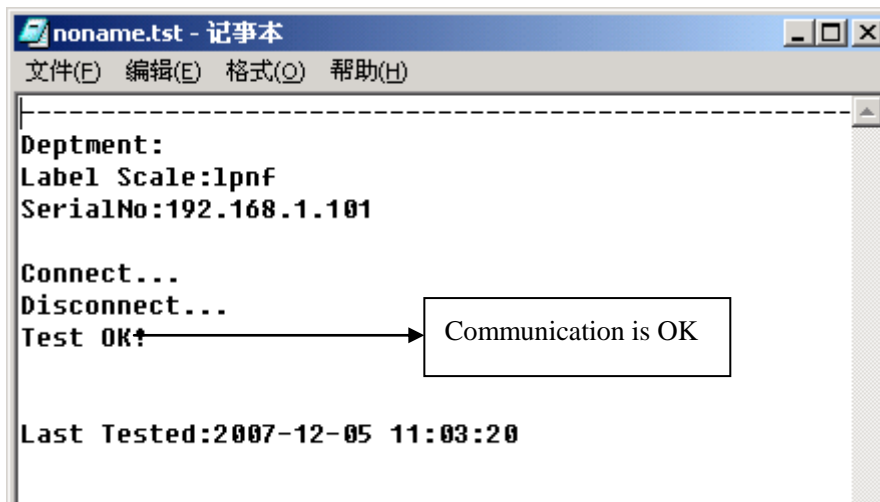 noname.tst - 记事本
文件(F) 编辑(E) 格式(O) 帮助(H)
------------------------------------------------------
Deptment:
Label Scale:lpnf
SerialNo:192.168.1.101
Connect...
Disconnect...
Test OK!
Communication is OK
Last Tested:2007-12-05 11:03:20